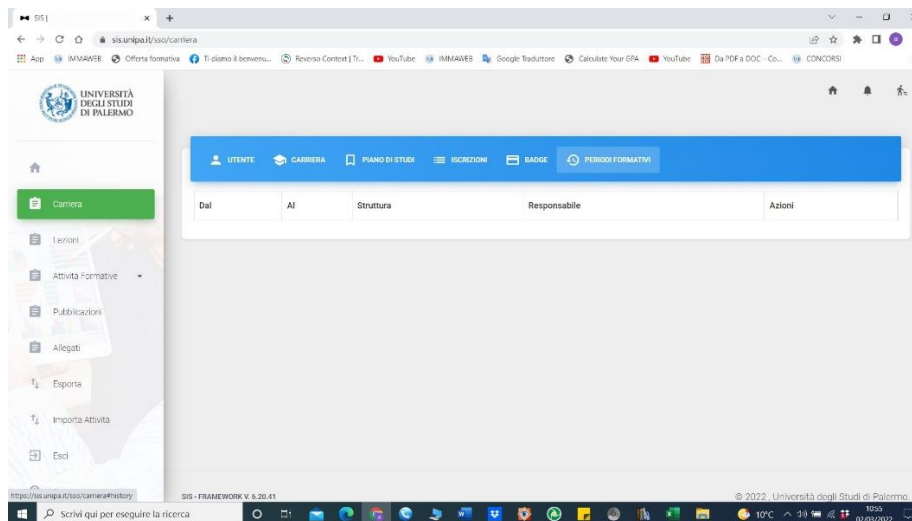 SIS |
sis.unipa.it/sso/carriera
App IMMAWEB Offerta formativa Ti diamo il benvenu... Reverso Context | Tr... YouTube IMMAWEB Google Traduttore Calculate Your GPA YouTube Da PDF a DOC - Co... CONCORSI
UNIVERSITÀ
DEGLI STUDI
DI PALERMO
UTENTE CARRIERA PIANO DI STUDI ISCRIZIONI BADGE PERIODI FORMATIVI
Dal Al Struttura Responsabile Azioni
Carriera
Lezioni
Attività Formative
Pubblicazioni
Allegati
Esporta
Importa Attività
Esci
https://sis.unipa.it/sso/carriera#history
SIS - FRAMEWORK V. 6.20.41
© 2022 , Università degli Studi di Palermo.
Scrivi qui per eseguire la ricerca
10°C
10:55
02/03/2022